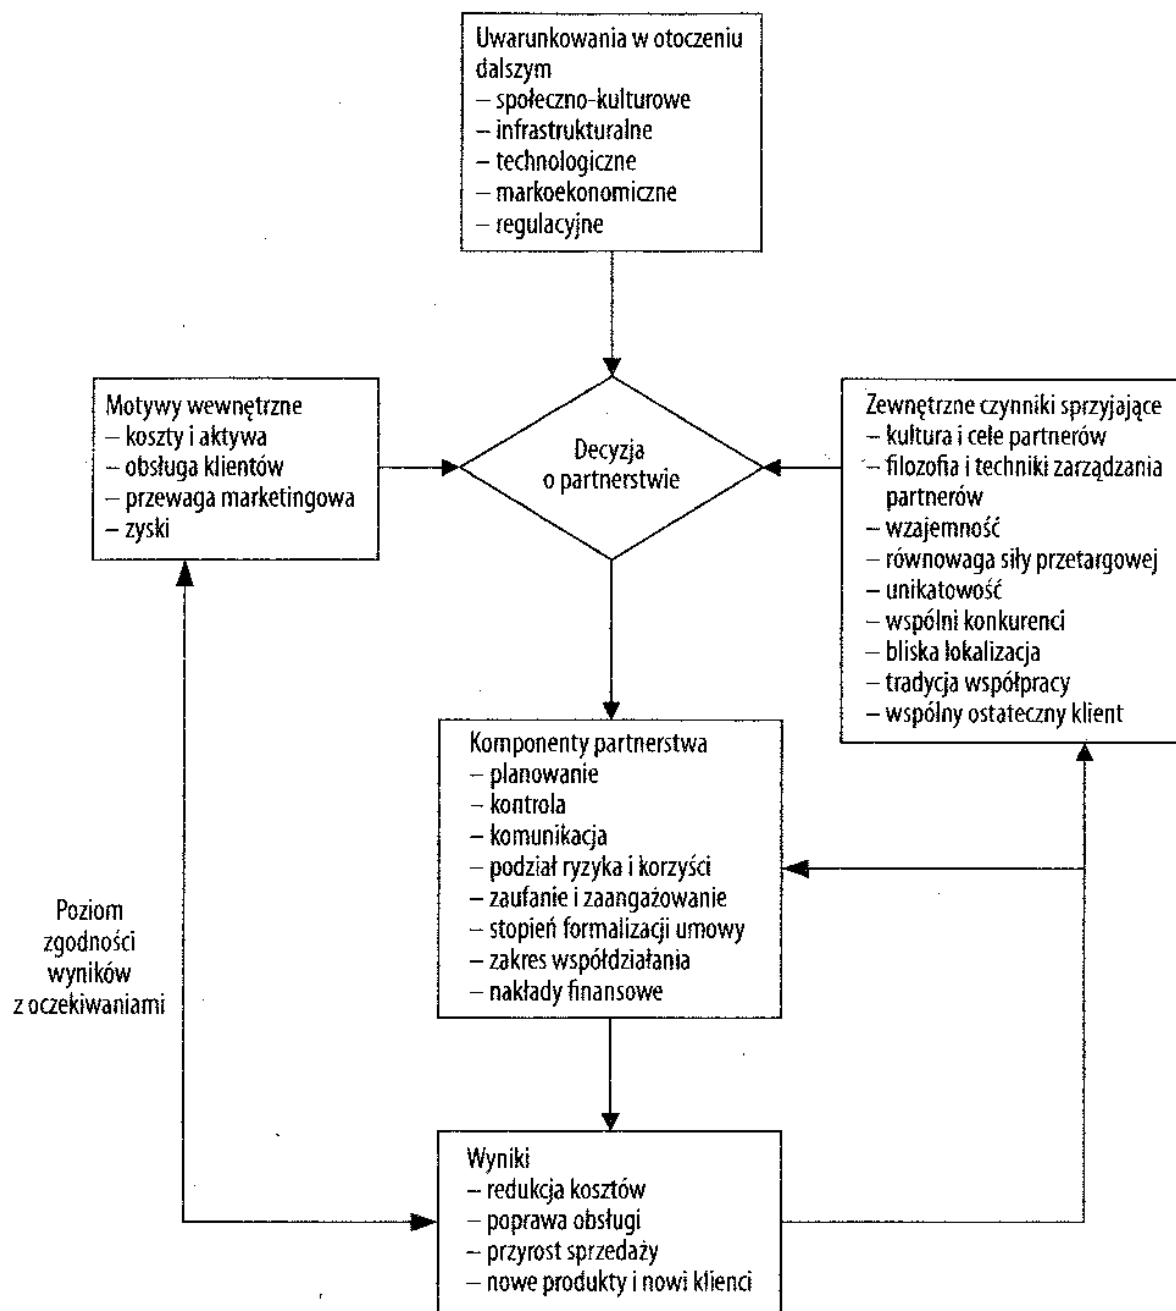 Uwarunkowania w otoczeniu
dalszym
– społeczno-kulturowe
– infrastrukturalne
– technologiczne
– markoekonomiczne
– regulacyjne
Motywy wewnętrzne
– koszty i aktywa
– obsługa klientów
– przewaga marketingowa
– zyski
Decyzja
o partnerstwie
Zewnętrzne czynniki sprzyjające
– kultura i cele partnerów
– filozofia i techniki zarządzania
partnerów
– wzajemność
– równowaga siły przetargowej
– unikatowość
– wspólni konkurenci
– bliska lokalizacja
– tradycja współpracy
– wspólny ostateczny klient
Komponenty partnerstwa
– planowanie
– kontrola
– komunikacja
– podział ryzyka i korzyści
– zaufanie i zaangażowanie
– stopień formalizacji umowy
– zakres współdziałania
– nakłady finansowe
Poziom
zgodności
wyników
z oczekiwaniami
Wyniki
– redukcja kosztów
– poprawa obsługi
– przyrost sprzedaży
– nowe produkty i nowi klienci